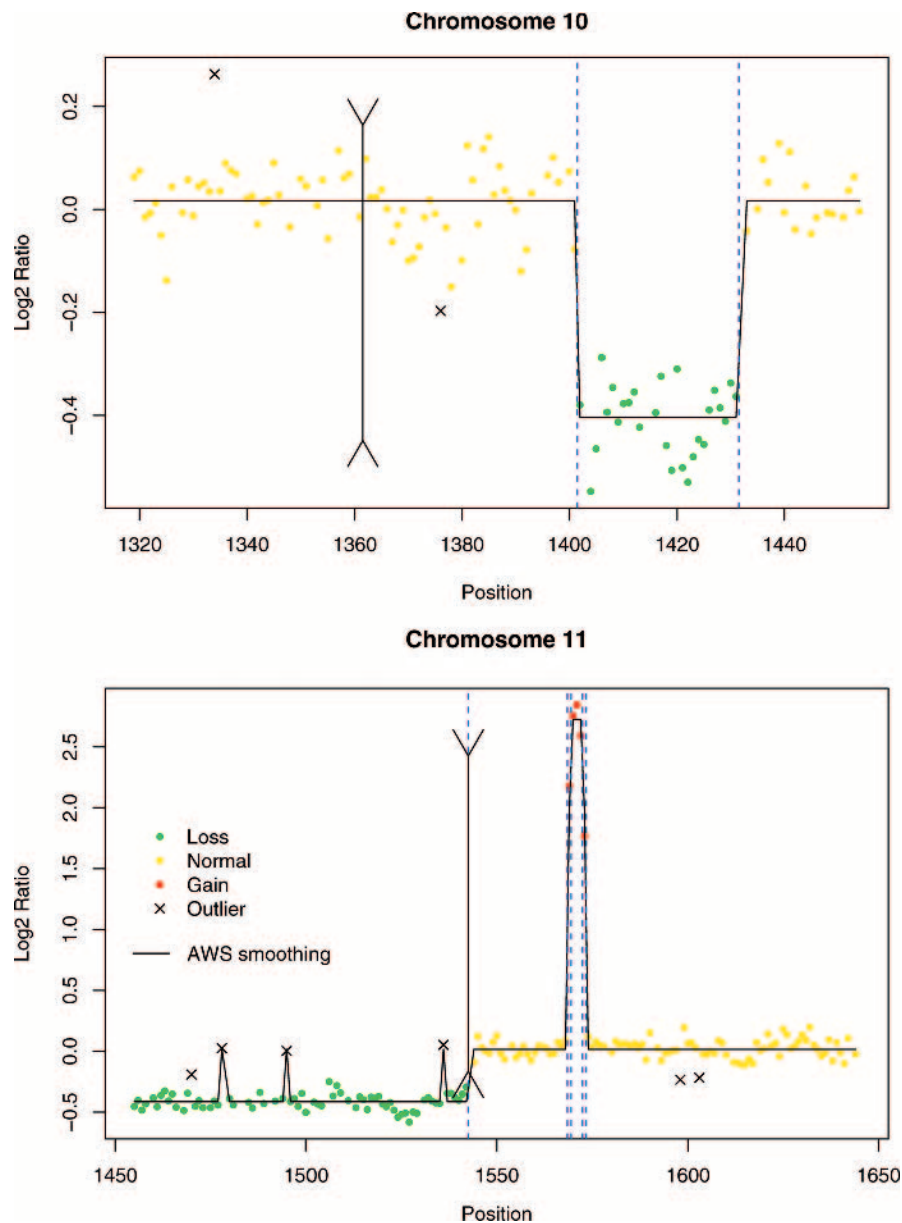 Chromosome 10
Log2 Ratio
0.2
0.0
−0.2
−0.4
1320 1340 1360 1380 1400 1420 1440
Position
Chromosome 11
Log2 Ratio
2.5
2.0
1.5
1.0
0.5
0.0
−0.5
Loss
Normal
Gain
Outlier
AWS smoothing
1450 1500 1550 1600 1650
Position